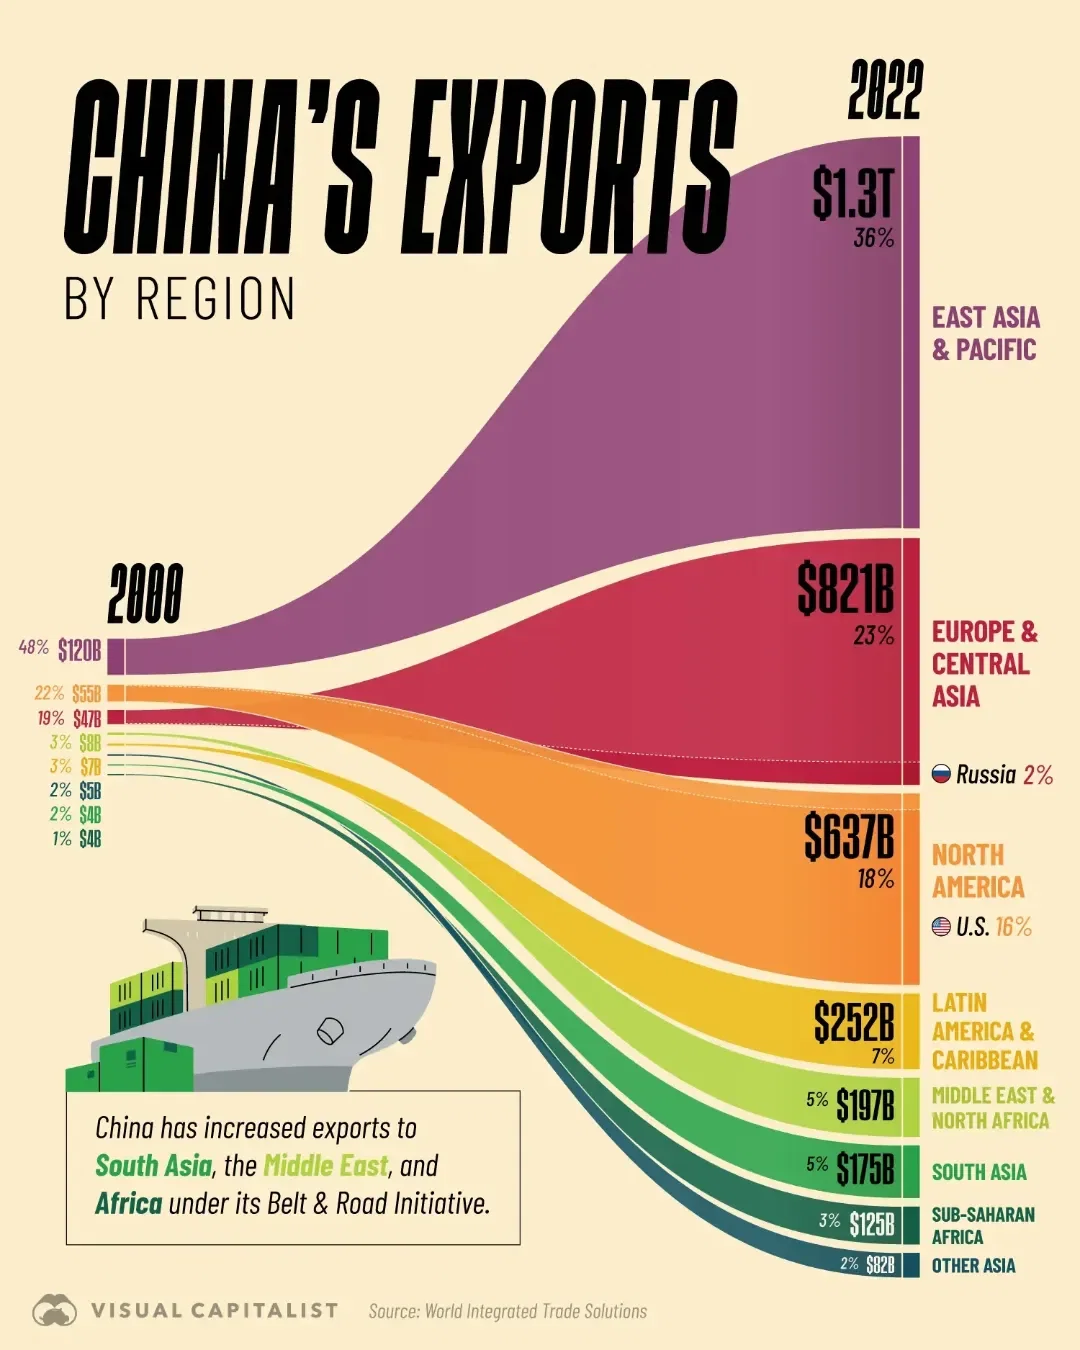 CHINA'S EXPORTS
BY REGION
2022
$1.3T
36%
EAST ASIA
& PACIFIC
$821B
23%
EUROPE &
CENTRAL
ASIA
Russia 2%
$637B
18%
NORTH
AMERICA
U.S. 16%
$252B
7%
LATIN
AMERICA &
CARIBBEAN
5% $197B
MIDDLE EAST &
NORTH AFRICA
5% $175B
SOUTH ASIA
3% $125B
SUB-SAHARAN
AFRICA
2% $82B
OTHER ASIA
2000
48% $120B
22% $55B
19% $47B
3% $8B
3% $7B
2% $5B
2% $4B
1% $4B
China has increased exports to
South Asia, the Middle East, and
Africa under its Belt & Road Initiative.
VISUAL CAPITALIST
Source: World Integrated Trade Solutions